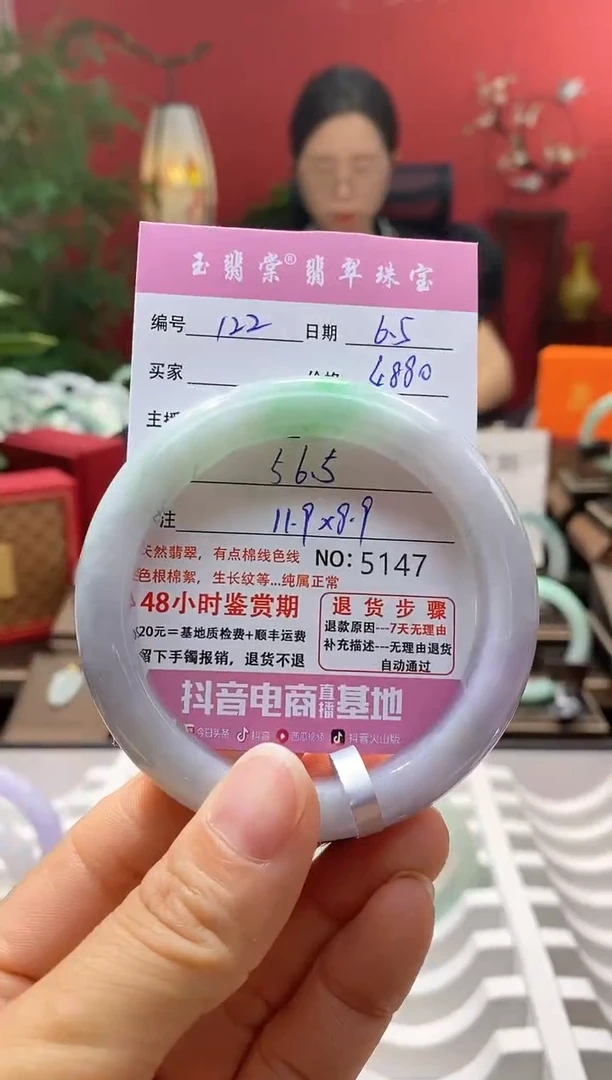 玉翡棠®翡翠珠宝
编号 122 日期 6.5
买家 价格 4880
主播
56.5
注 11.9×8.9
天然翡翠，有点棉线色线 NO: 5147
色根棉絮，生长纹等...纯属正常
48小时鉴赏期
20元=基地质检费+顺丰运费
留下手镯报销，退货不退
退货步骤
退款原因---7天无理由
补充描述---无理由退货
自动通过
抖音电商直播基地
今日头条 抖音 西瓜视频 抖音火山版